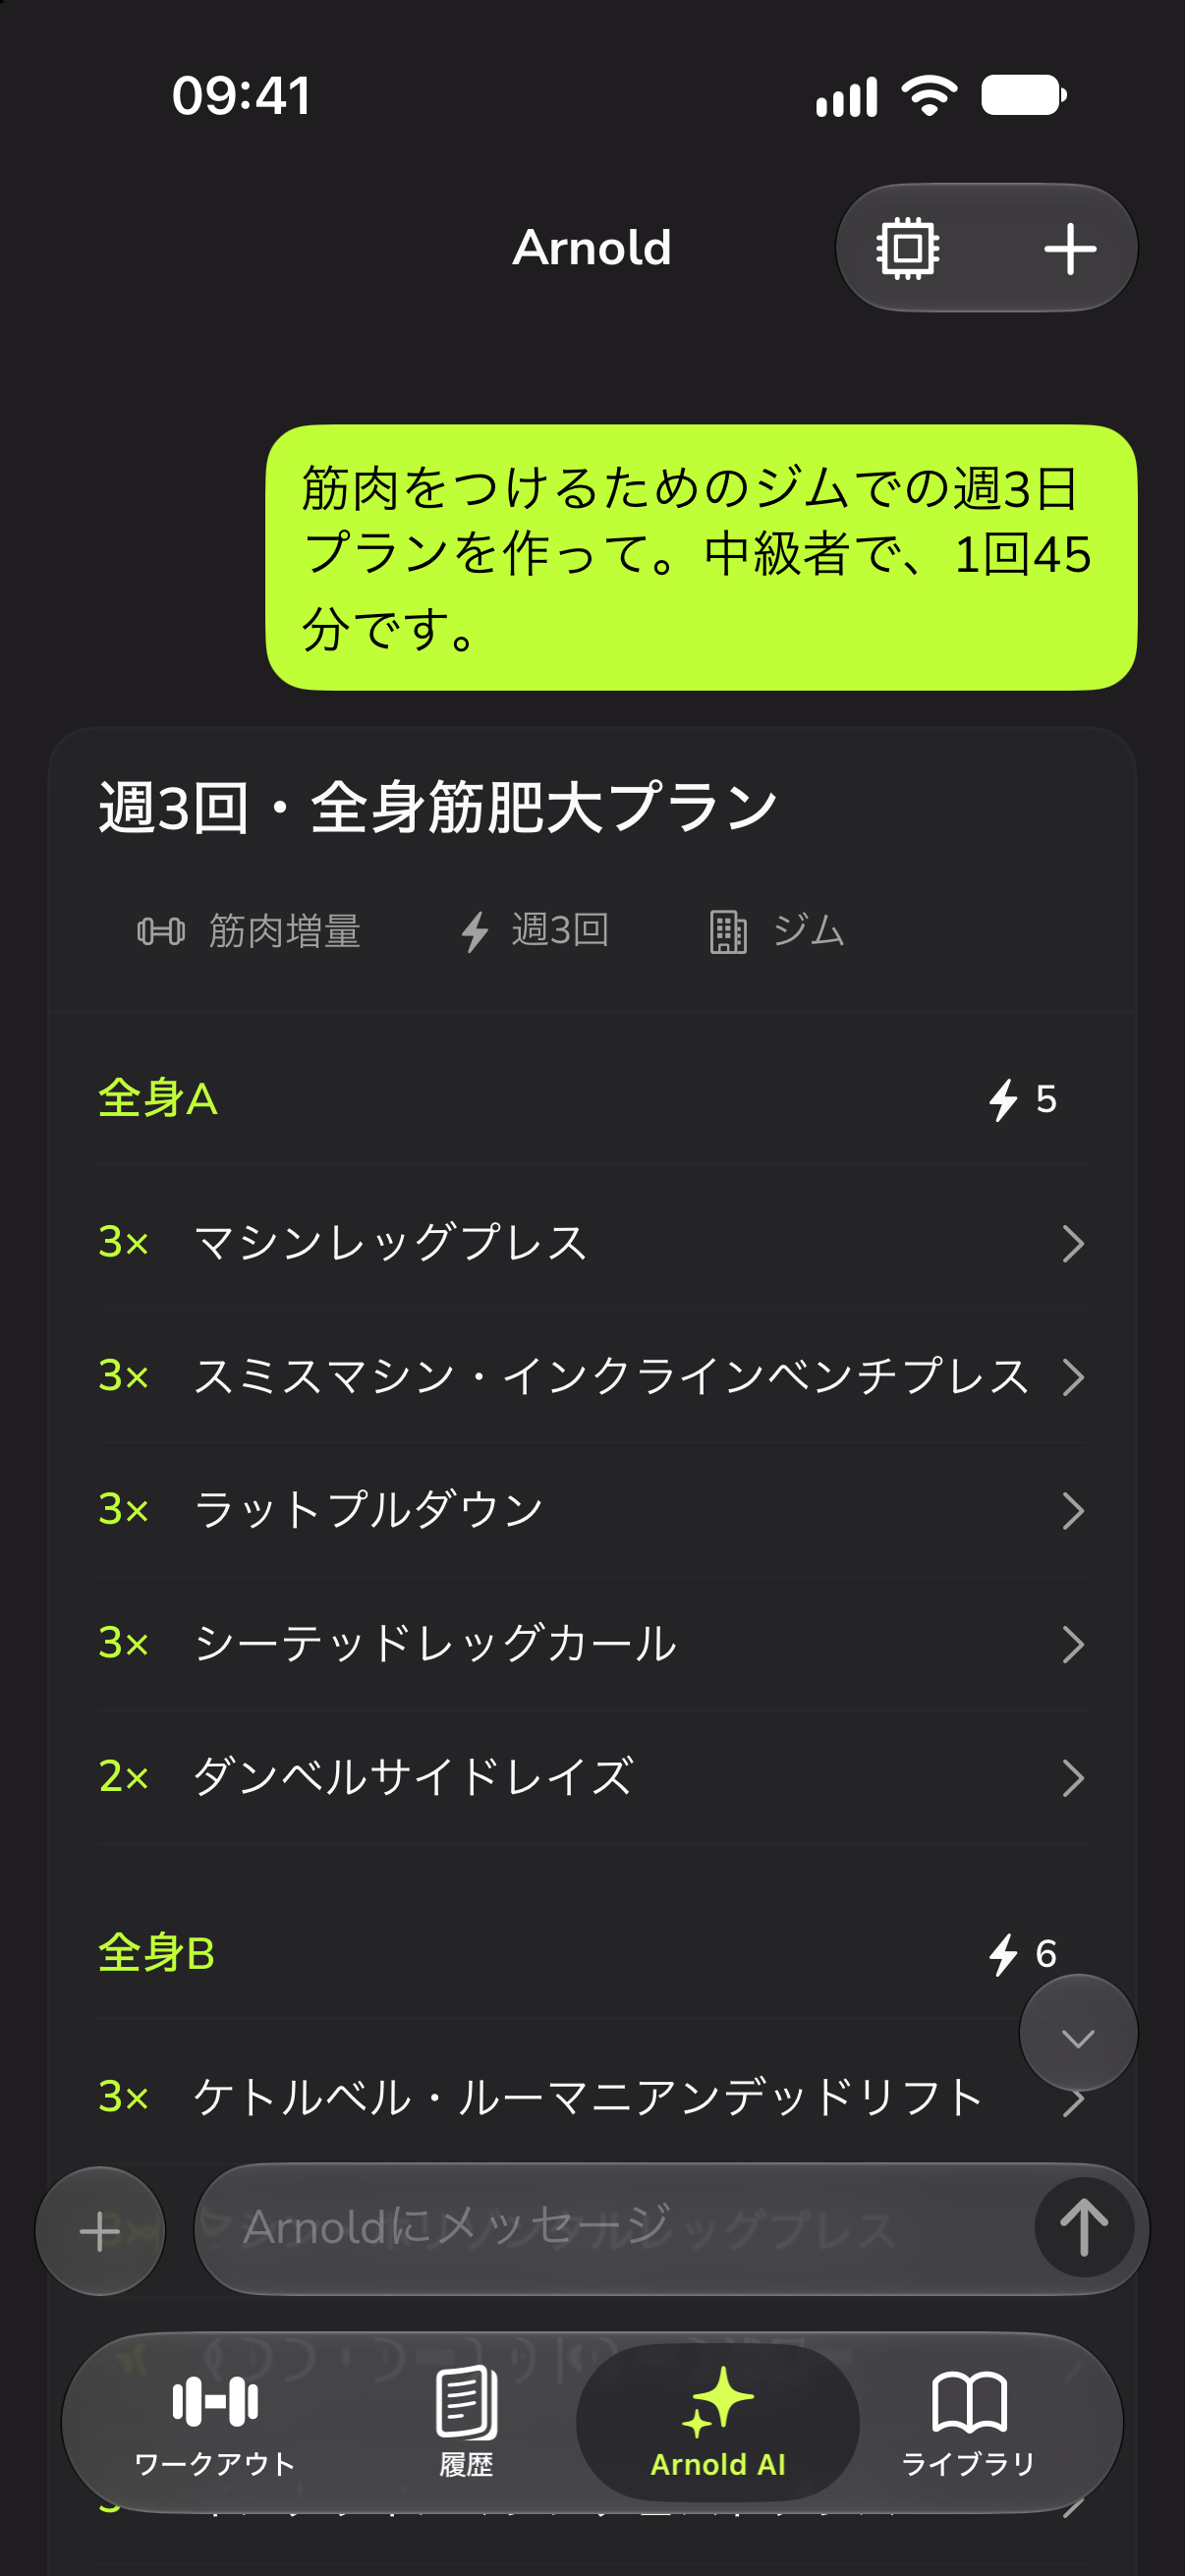 09:41
Arnold
筋肉をつけるためのジムでの週3日
プランを作って。中級者で、1回45
分です。
週3回・全身筋肥大プラン
筋肉増量 週3回 ジム
全身A 5
3× マシンレッグプレス
3× スミスマシン・インクラインベンチプレス
3× ラットプルダウン
3× シーテッドレッグカール
2× ダンベルサイドレイズ
全身B 6
3× ケトルベル・ルーマニアンデッドリフト
Arnoldにメッセージ
ワークアウト 履歴 Arnold AI ライブラリ